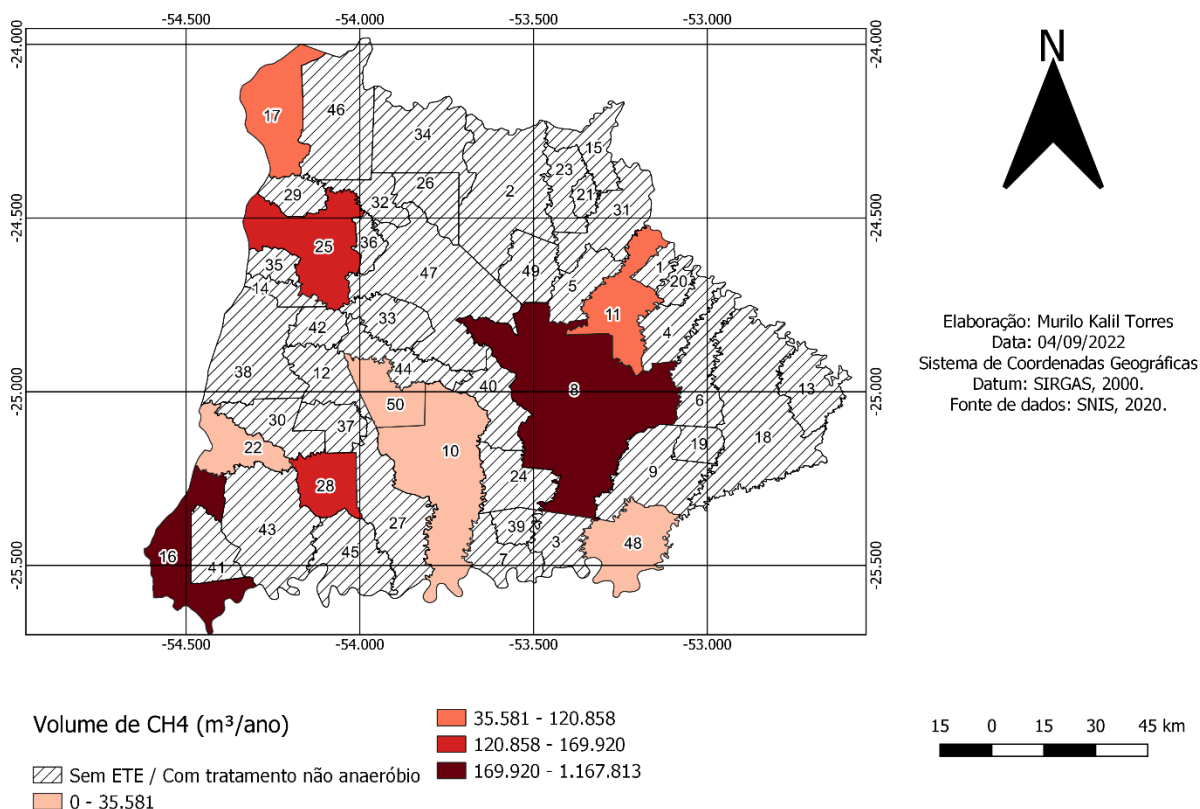 -54.500 -54.000 -53.500 -53.000
-24.000 -24.000
N
17 46 34 15
23
29 26 2 21
32 31
-24.500 -24.500
25 36
35 47 49 1
14 5 20
11
42 33 4
Elaboração: Murilo Kalil Torres
Data: 04/09/2022
Sistema de Coordenadas Geográficas
Datum: SIRGAS, 2000.
Fonte de dados: SNIS, 2020.
38 12 44 40 8 13
-25.000 -25.000
50 6
30 37 18
22 10 19
28 24 9
43 27 39 48
16 41 45 7 3
-25.500 -25.500
-54.500 -54.000 -53.500 -53.000
Volume de CH4 (m³/ano)
Sem ETE / Com tratamento não anaeróbio
0 - 35.581
35.581 - 120.858
120.858 - 169.920
169.920 - 1.167.813
15 0 15 30 45 km